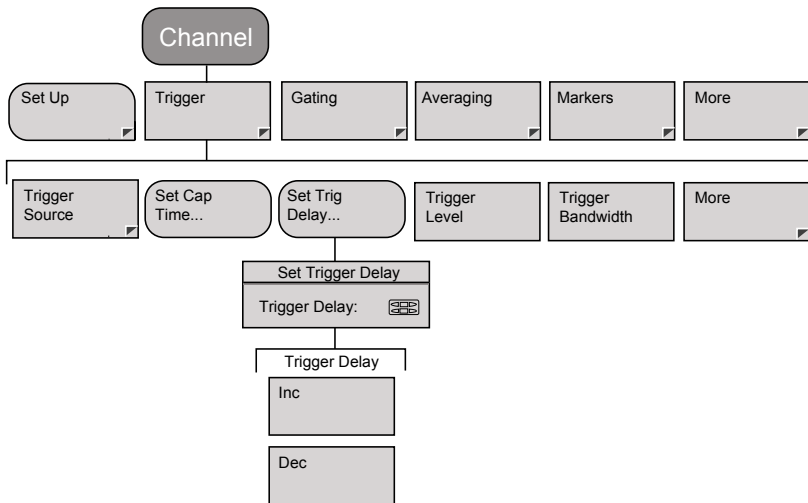 Channel
Set Up
Trigger
Gating
Averaging
Markers
More
Trigger
Source
Set Cap
Time...
Set Trig
Delay...
Trigger
Level
Trigger
Bandwidth
More
Set Trigger Delay
Trigger Delay:
Trigger Delay
Inc
Dec